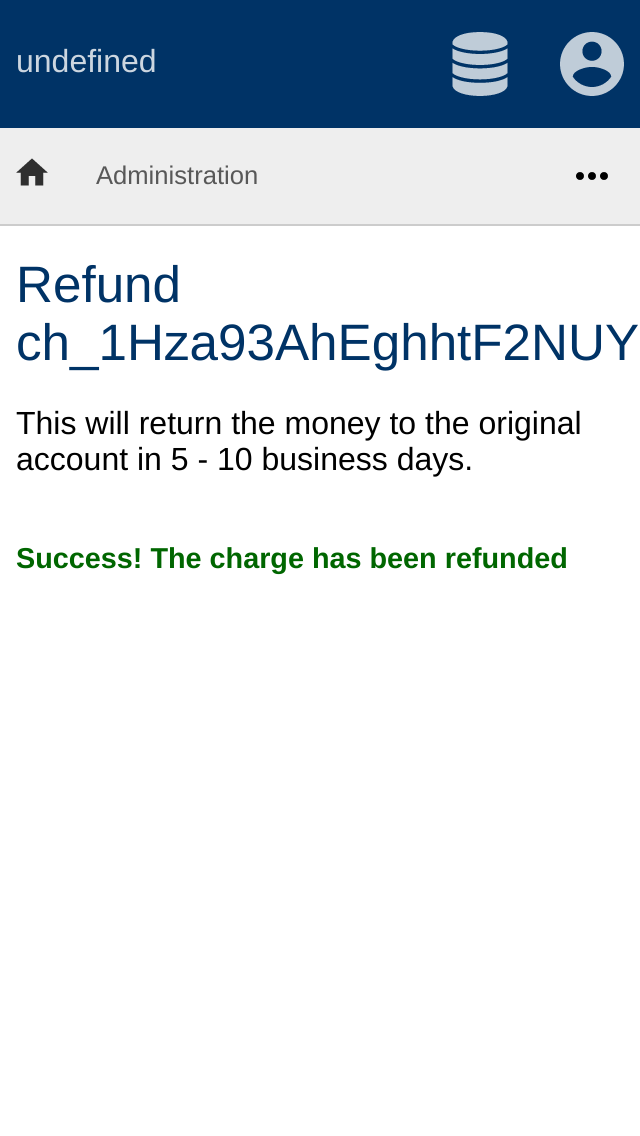 undefined
Administration
Refund
ch_1Hza93AhEghhtF2NUY
This will return the money to the original
account in 5 - 10 business days.
Success! The charge has been refunded